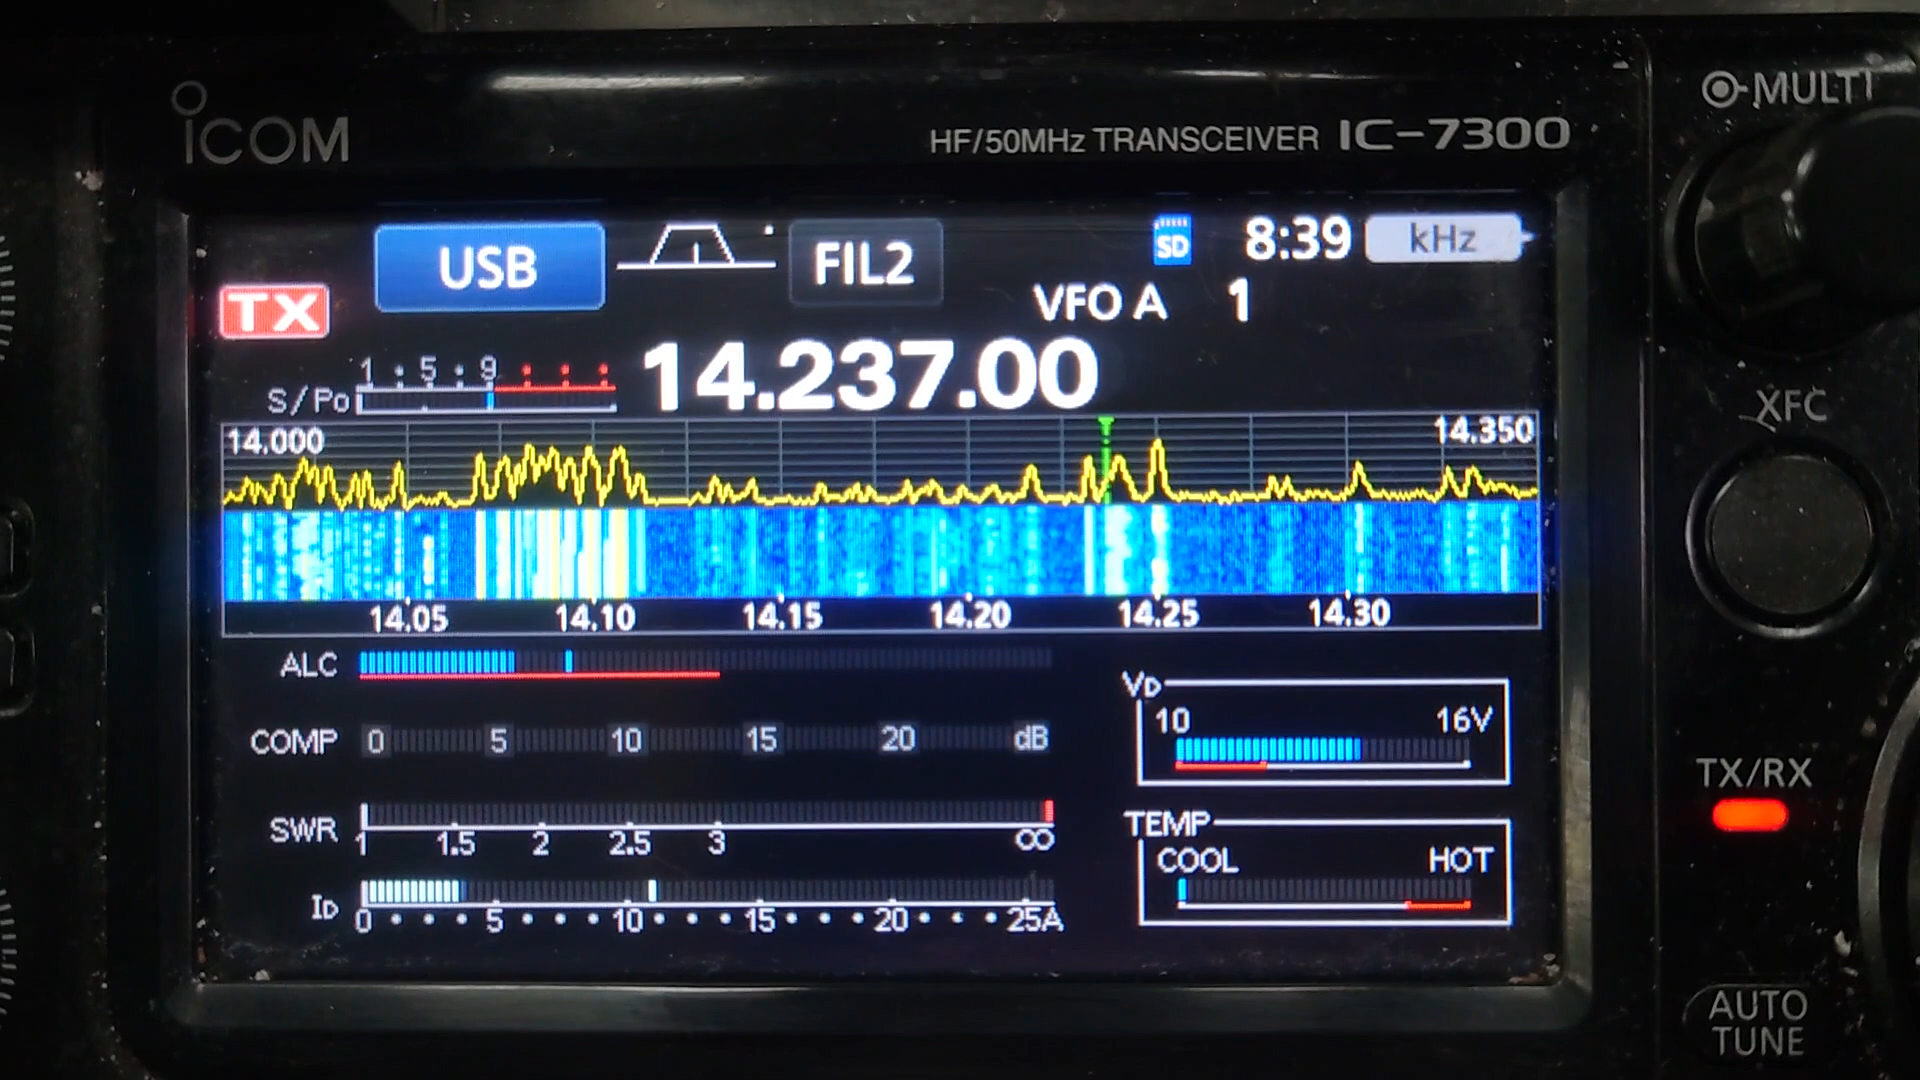 ICOM
HF/50MHz TRANSCEIVER IC-7300
MULTI
USB FIL2 SD 8:39 kHz
TX VFO A 1
1 5 9
S/Po 14.237.00
XFC
14.000 14.350
14.05 14.10 14.15 14.20 14.25 14.30
ALC
VD
10 16V
COMP 0 5 10 15 20 dB
TX/RX
SWR 1 1.5 2 2.5 3 ∞
TEMP
COOL HOT
ID 0 5 10 15 20 25A
AUTO
TUNE